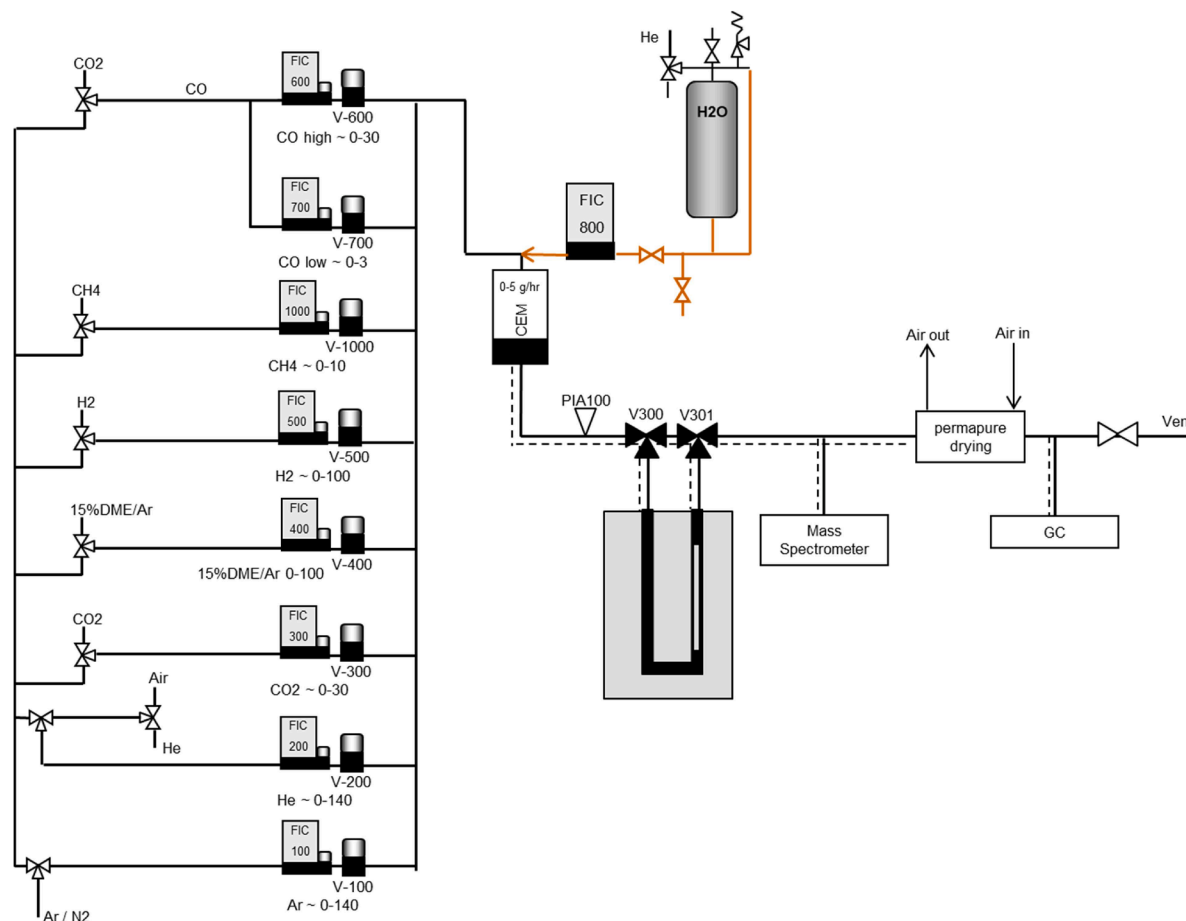 CO2
CO
FIC
600
V-600
CO high ~ 0-30
FIC
700
V-700
CO low ~ 0-3
CH4
FIC
1000
V-1000
CH4 ~ 0-10
H2
FIC
500
V-500
H2 ~ 0-100
15%DME/Ar
FIC
400
V-400
15%DME/Ar 0-100
CO2
FIC
300
V-300
CO2 ~ 0-30
Air
He
FIC
200
V-200
He ~ 0-140
FIC
100
V-100
Ar ~ 0-140
Ar / N2
He
H2O
FIC
800
0-5 g/hr
CEM
PIA100
V300
V301
Air out
Air in
permapure
drying
Ven
Mass
Spectrometer
GC